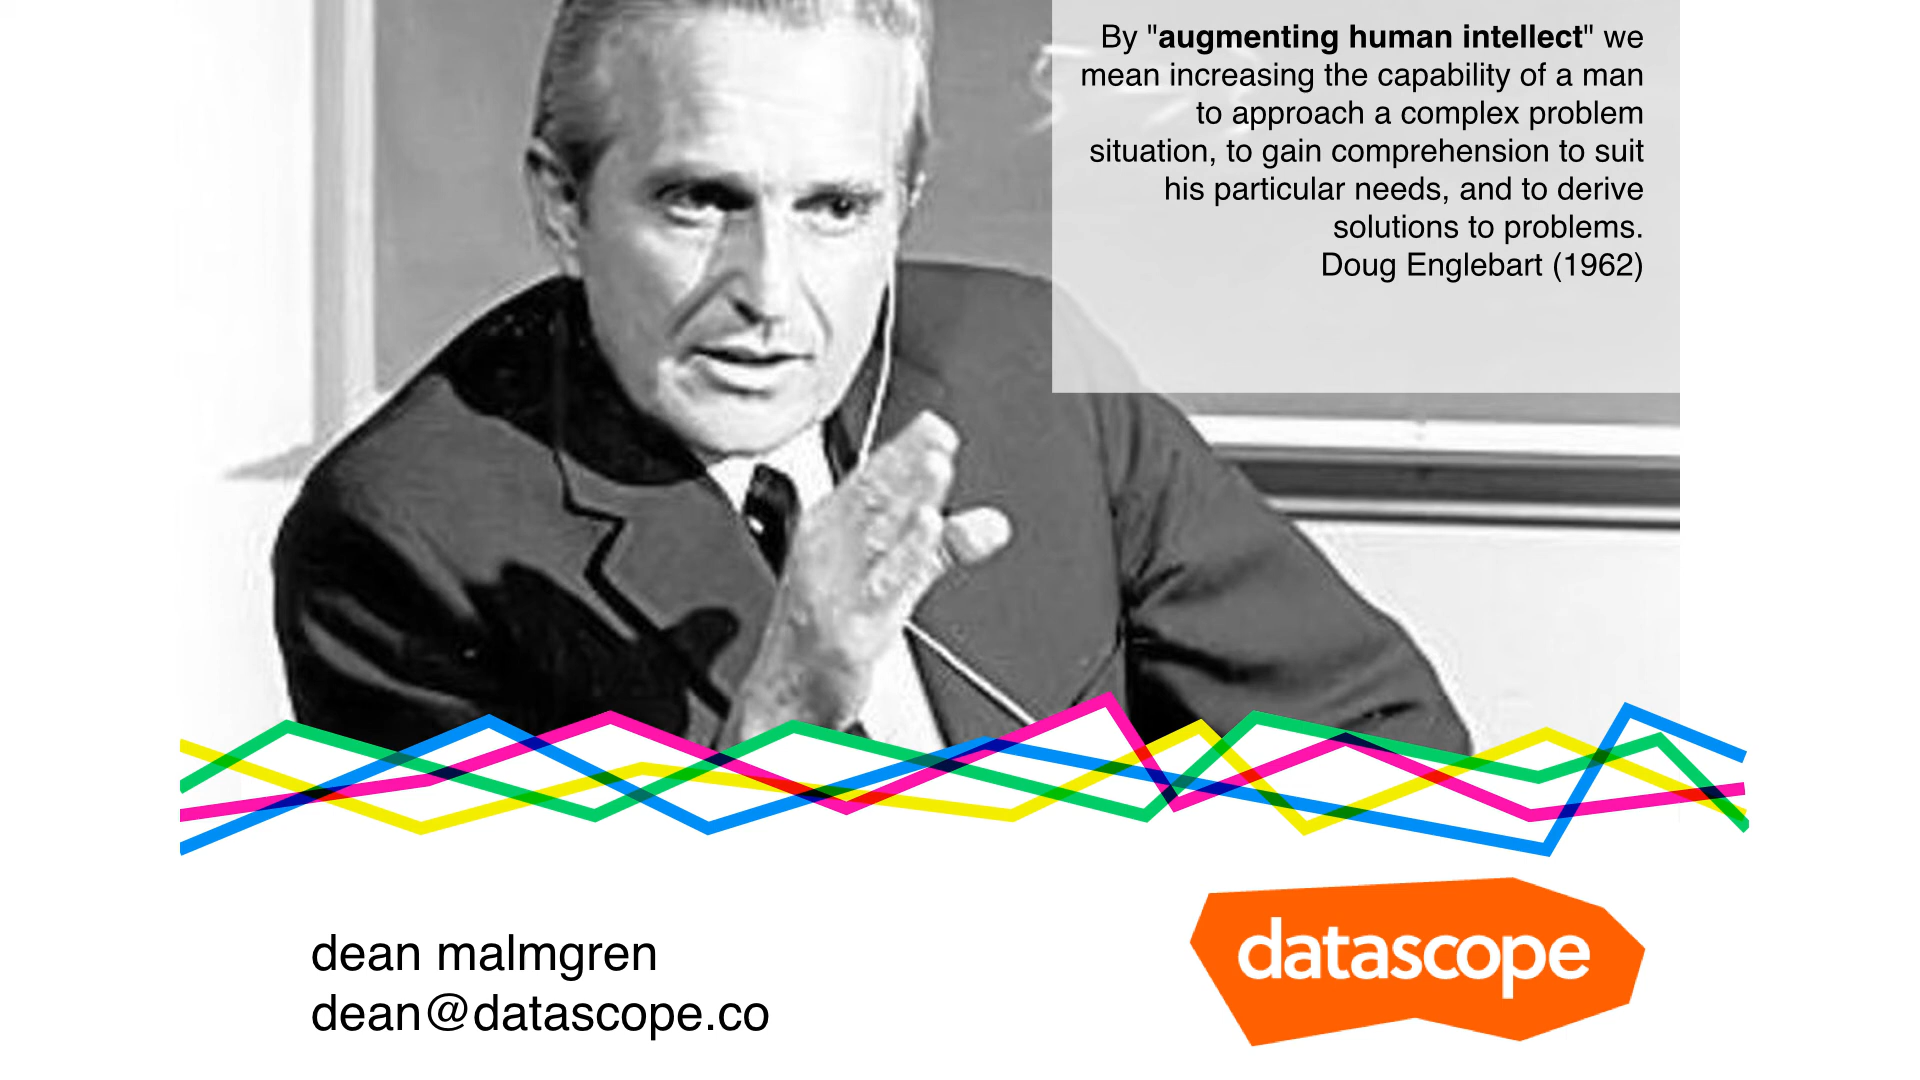 By "augmenting human intellect" we
mean increasing the capability of a man
to approach a complex problem
situation, to gain comprehension to suit
his particular needs, and to derive
solutions to problems.
Doug Englebart (1962)
dean malmgren
dean@datascope.co
datascope